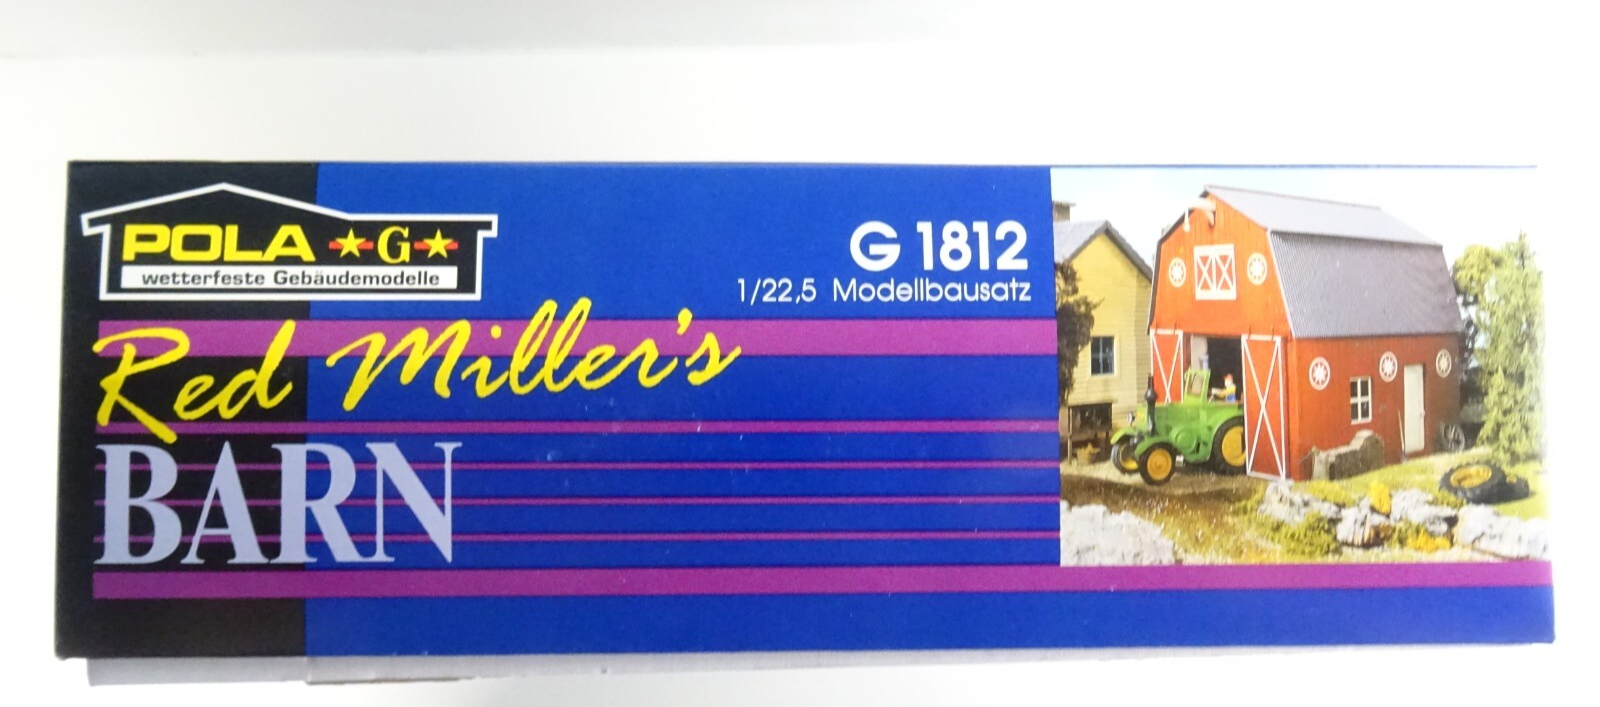 POLA ★G★
wetterfeste Gebäudemodelle
G 1812
1/22,5 Modellbausatz
Red Miller's
BARN